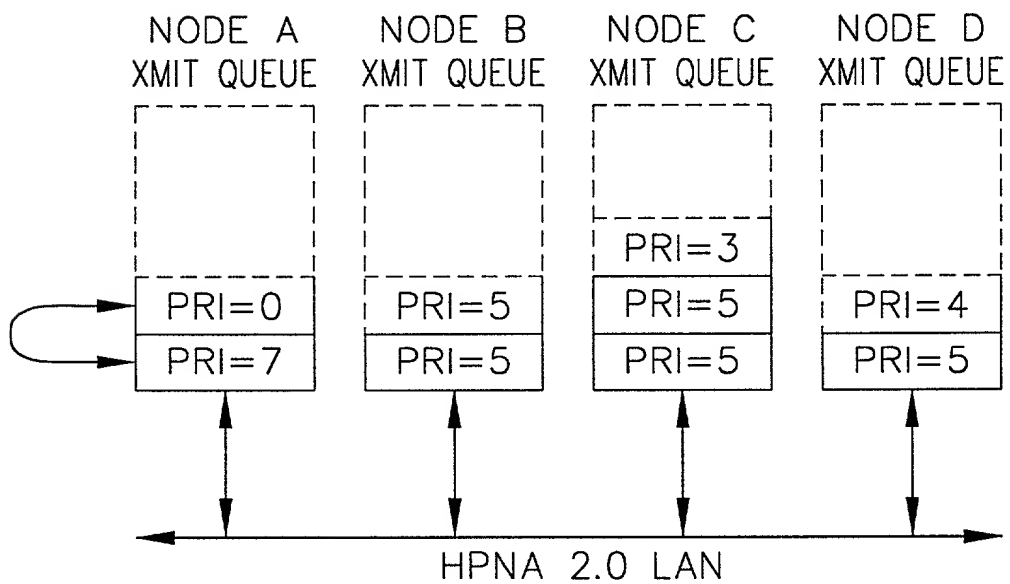 NODE A NODE B NODE C NODE D
XMIT QUEUE XMIT QUEUE XMIT QUEUE XMIT QUEUE
PRI=3
PRI=0 PRI=5 PRI=5 PRI=4
PRI=7 PRI=5 PRI=5 PRI=5
HPNA 2.0 LAN